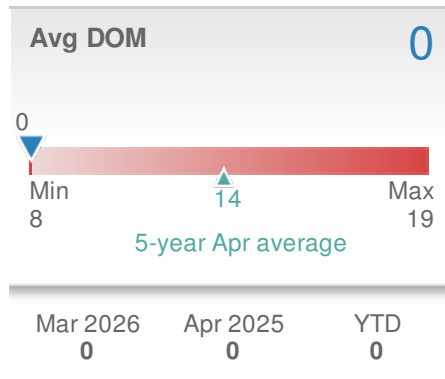 Avg DOM 0
0
Min 14 Max
8 19
5-year Apr average
Mar 2026 Apr 2025 YTD
0 0 0